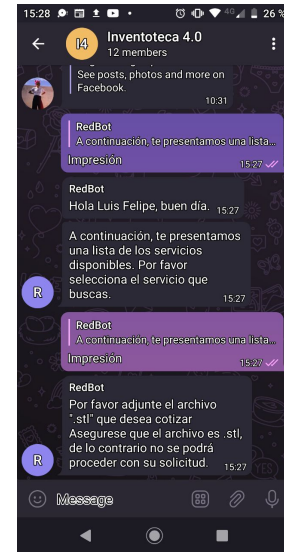 15:28
4G
26 %
I4
Inventoteca 4.0
12 members
See posts, photos and more on
Facebook.
10:31
RedBot
A continuación, te presentamos una lista...
Impresión
15:27
RedBot
Hola Luis Felipe, buen día.
15:27
A continuación, te presentamos
una lista de los servicios
disponibles. Por favor
selecciona el servicio que
buscas.
15:27
R
RedBot
A continuación, te presentamos una lista...
Impresión
15:27
RedBot
Por favor adjunte el archivo
".stl" que desea cotizar
Asegurese que el archivo es .stl,
de lo contrario no se podrá
proceder con su solicitud.
15:27
R
Message